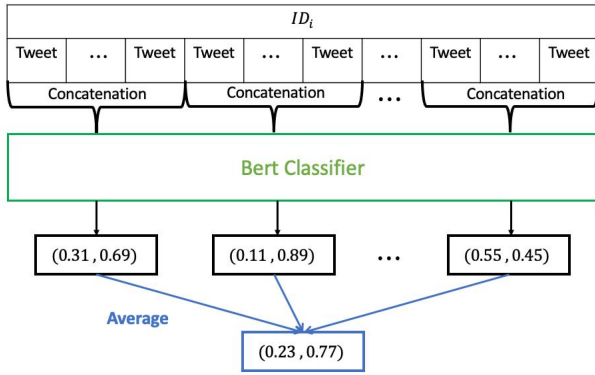 ID_i
Tweet ... Tweet Tweet ... Tweet ... Tweet ... Tweet
Concatenation Concatenation ... Concatenation
Bert Classifier
(0.31 , 0.69) (0.11 , 0.89) ... (0.55 , 0.45)
Average
(0.23 , 0.77)